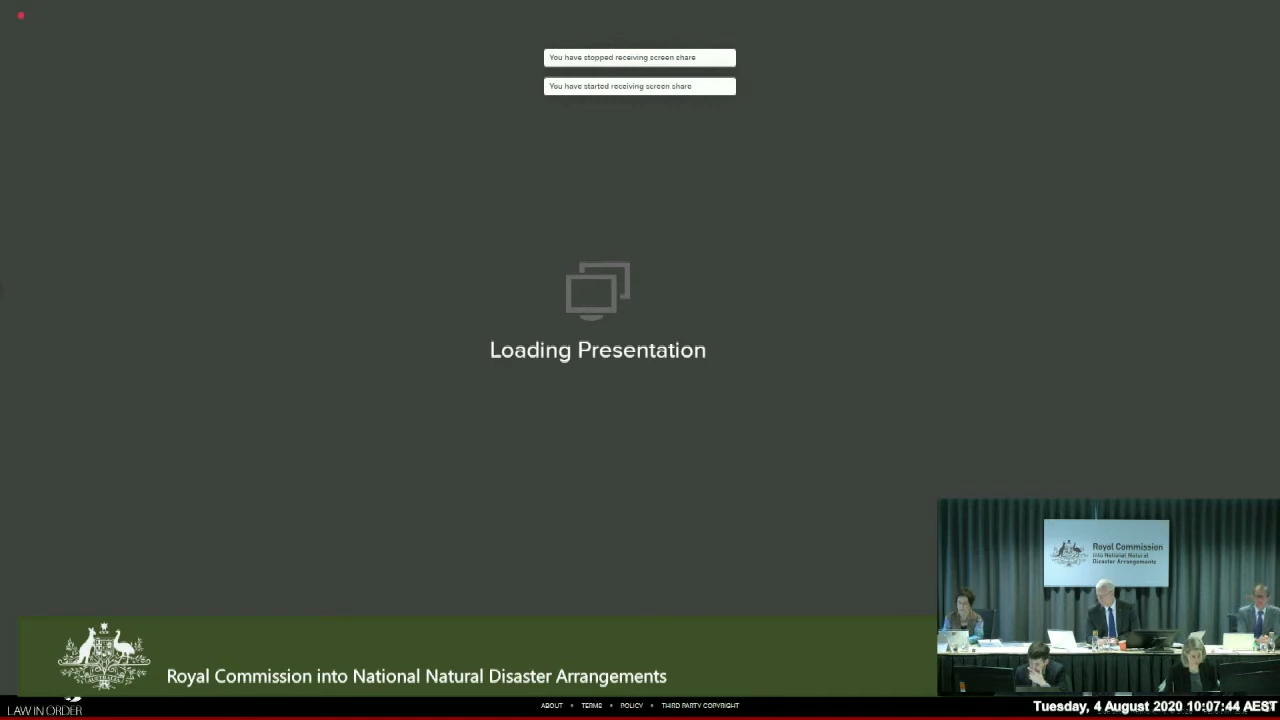 You have stopped receiving screen share
You have started receiving screen share
Loading Presentation
Royal Commission
into National Natural
Disaster Arrangements
Royal Commission into National Natural Disaster Arrangements
LAW IN ORDER
ABOUT • TERMS • POLICY • THIRD PARTY COPYRIGHT
Tuesday, 4 August 2020 10:07:44 AEST